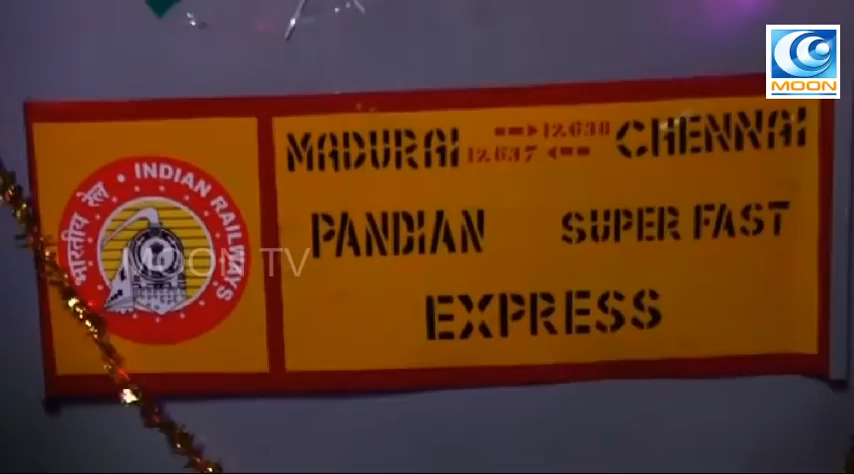 MOON
MADURAI 12638 CHENNAI
12637
PANDIAN SUPER FAST
EXPRESS
भारतीय रेल • INDIAN RAILWAYS
MOON TV